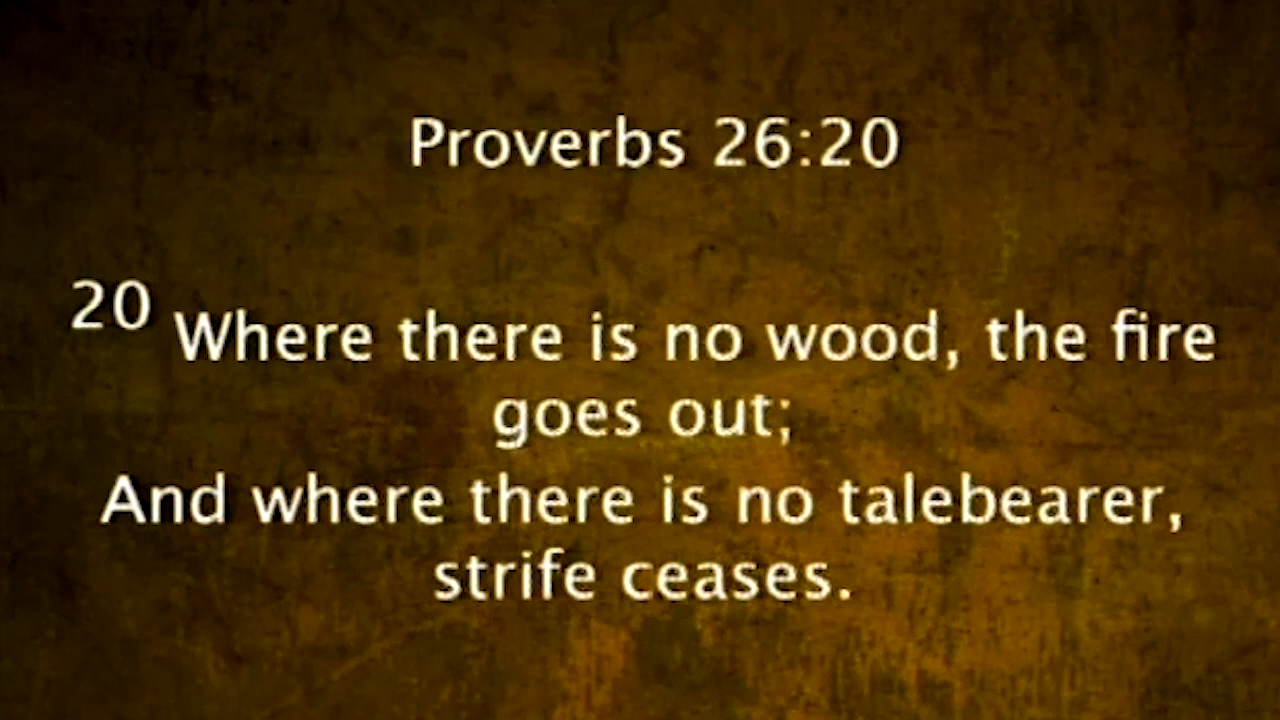 Proverbs 26:20
20 Where there is no wood, the fire
goes out;
And where there is no talebearer,
strife ceases.